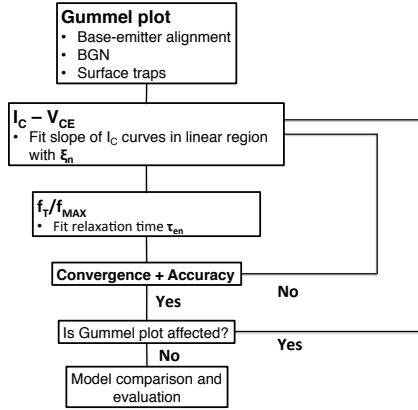 Gummel plot
• Base-emitter alignment
• BGN
• Surface traps
I_C – V_CE
• Fit slope of I_C curves in linear region
with ξ_n
f_T/f_MAX
• Fit relaxation time τ_en
Convergence + Accuracy
No
Yes
Is Gummel plot affected?
Yes
No
Model comparison and
evaluation